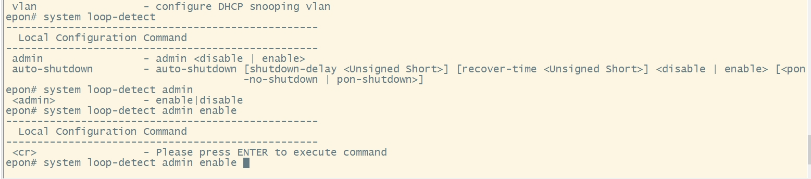 vlan - configure DHCP snooping vlan
epon# system loop-detect
--------------------------------------------------
Local Configuration Command
--------------------------------------------------
admin - admin <disable | enable>
auto-shutdown - auto-shutdown [shutdown-delay <Unsigned Short>] [recover-time <Unsigned Short>] <disable | enable> [<pon
-no-shutdown | pon-shutdown>]
epon# system loop-detect admin
<admin> - enable|disable
epon# system loop-detect admin enable
--------------------------------------------------
Local Configuration Command
--------------------------------------------------
<cr> - Please press ENTER to execute command
epon# system loop-detect admin enable